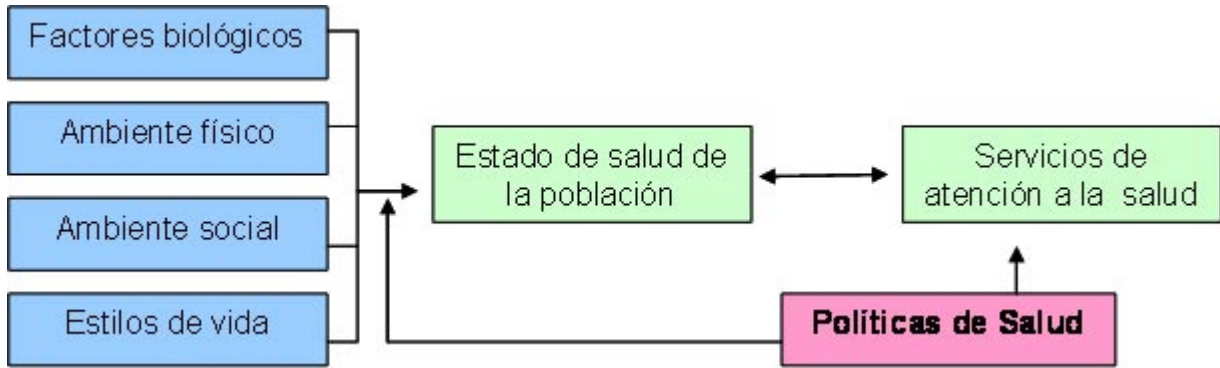 Factores biológicos
Ambiente físico
Ambiente social
Estilos de vida
Estado de salud de
la población
Servicios de
atención a la salud
Políticas de Salud